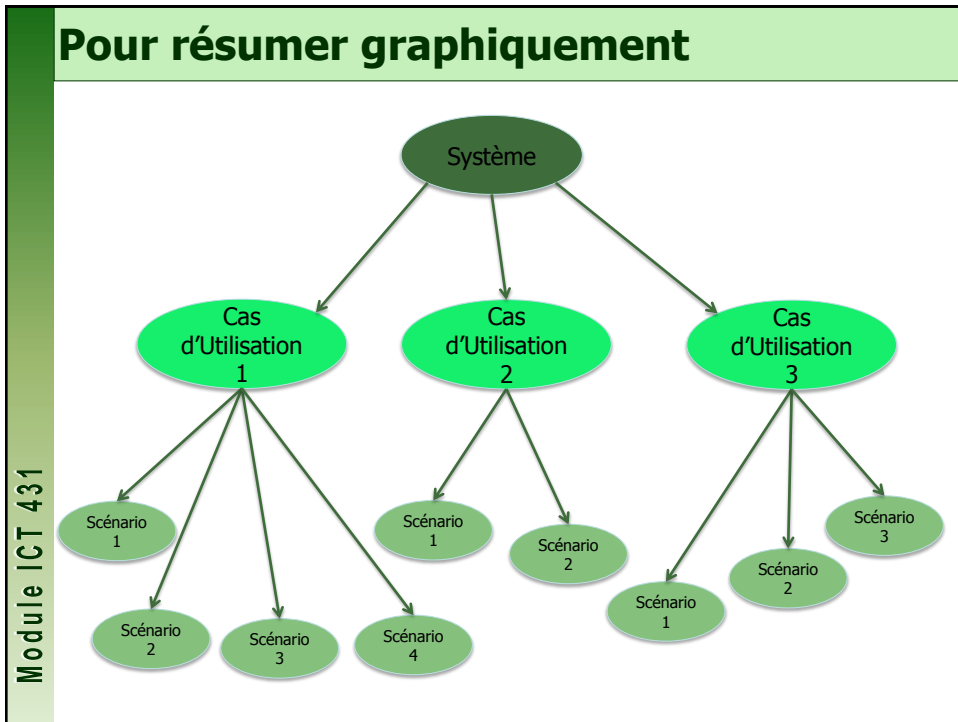 Pour résumer graphiquement
Système
Cas
d’Utilisation
1
Cas
d’Utilisation
2
Cas
d’Utilisation
3
Scénario
1
Scénario
2
Scénario
3
Scénario
4
Scénario
1
Scénario
2
Scénario
1
Scénario
2
Scénario
3
Module ICT 431